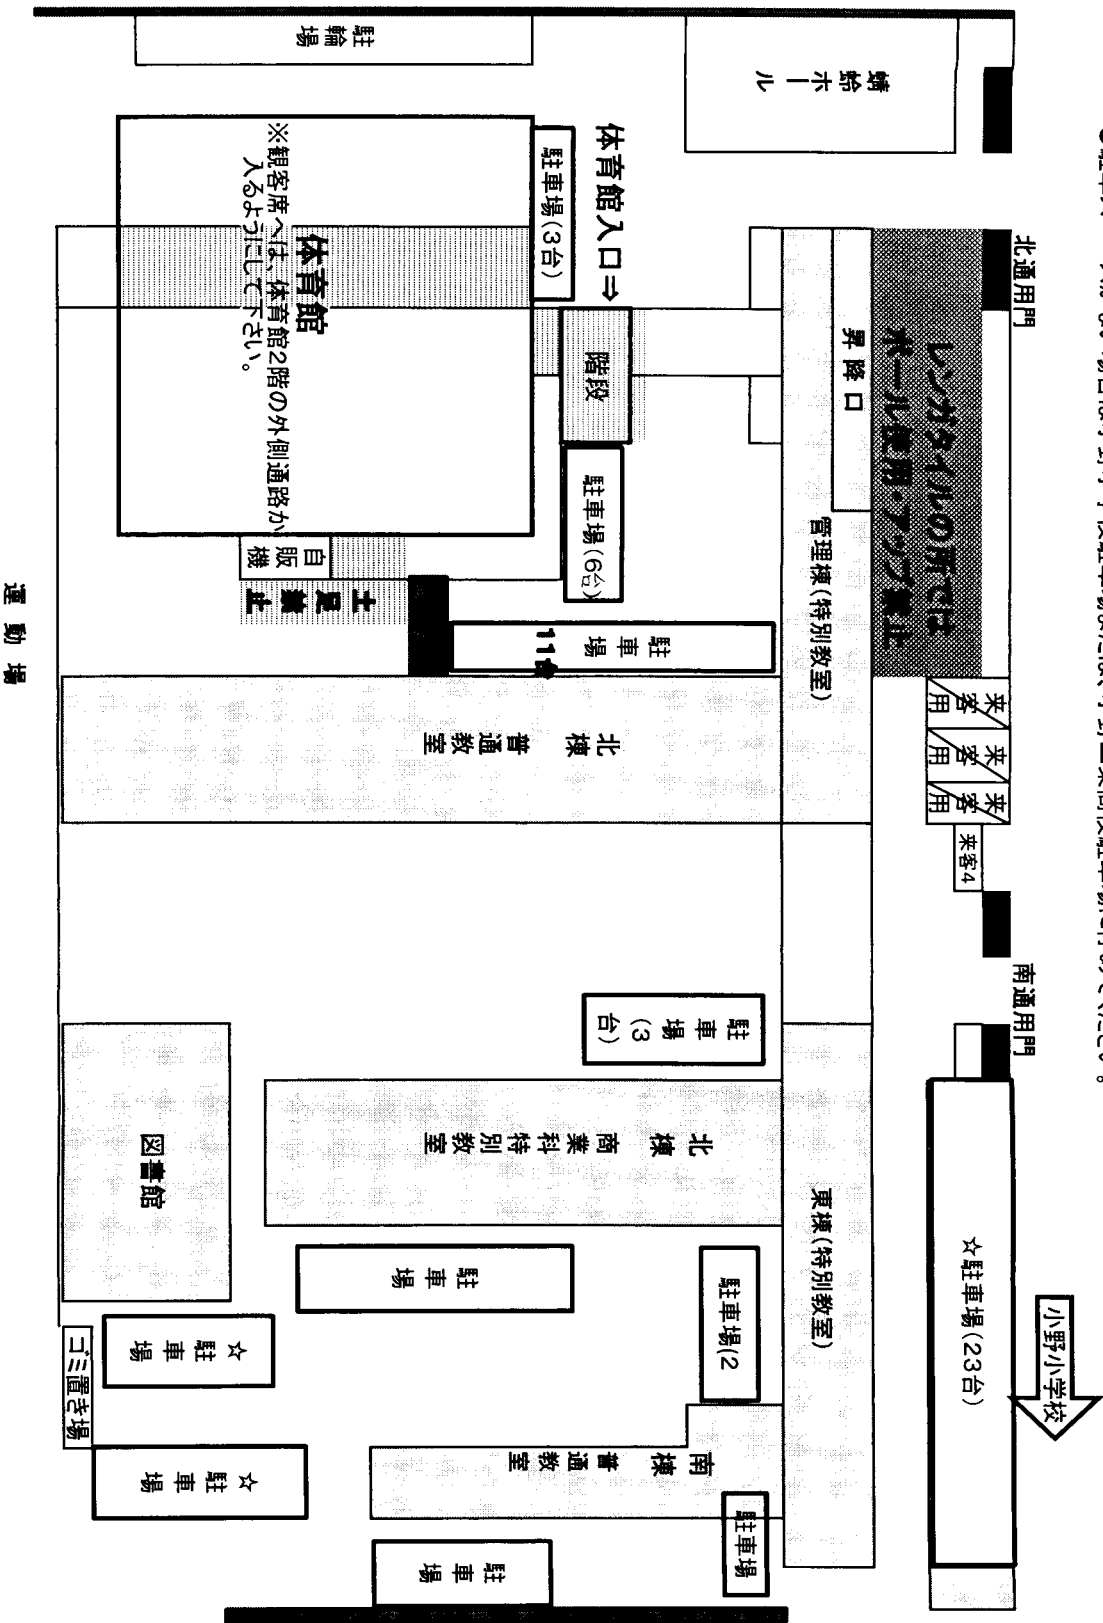 北通用門
南通用門
小野小学校
☆駐車場(23台)
来客用
来客用
来客用
来客4
レンガタイルの所では
ボール使用・アップ禁止
蜻蛉ホール
昇降口
管理棟(特別教室)
東棟(特別教室)
駐輪場
体育館入口⇒
駐車場(3台)
階段
駐車場(6台)
駐車場
11台
体育館
※観客席へは、体育館2階の外側通路か
入るようにして下さい。
自販機
土足禁止
北棟 普通教室
駐車場(3台)
北棟 商業科特別教室
図書館
駐車場
駐車場(2
☆駐車場
ゴミ置き場
☆駐車場
南棟 普通教室
駐車場
駐車場
運動場